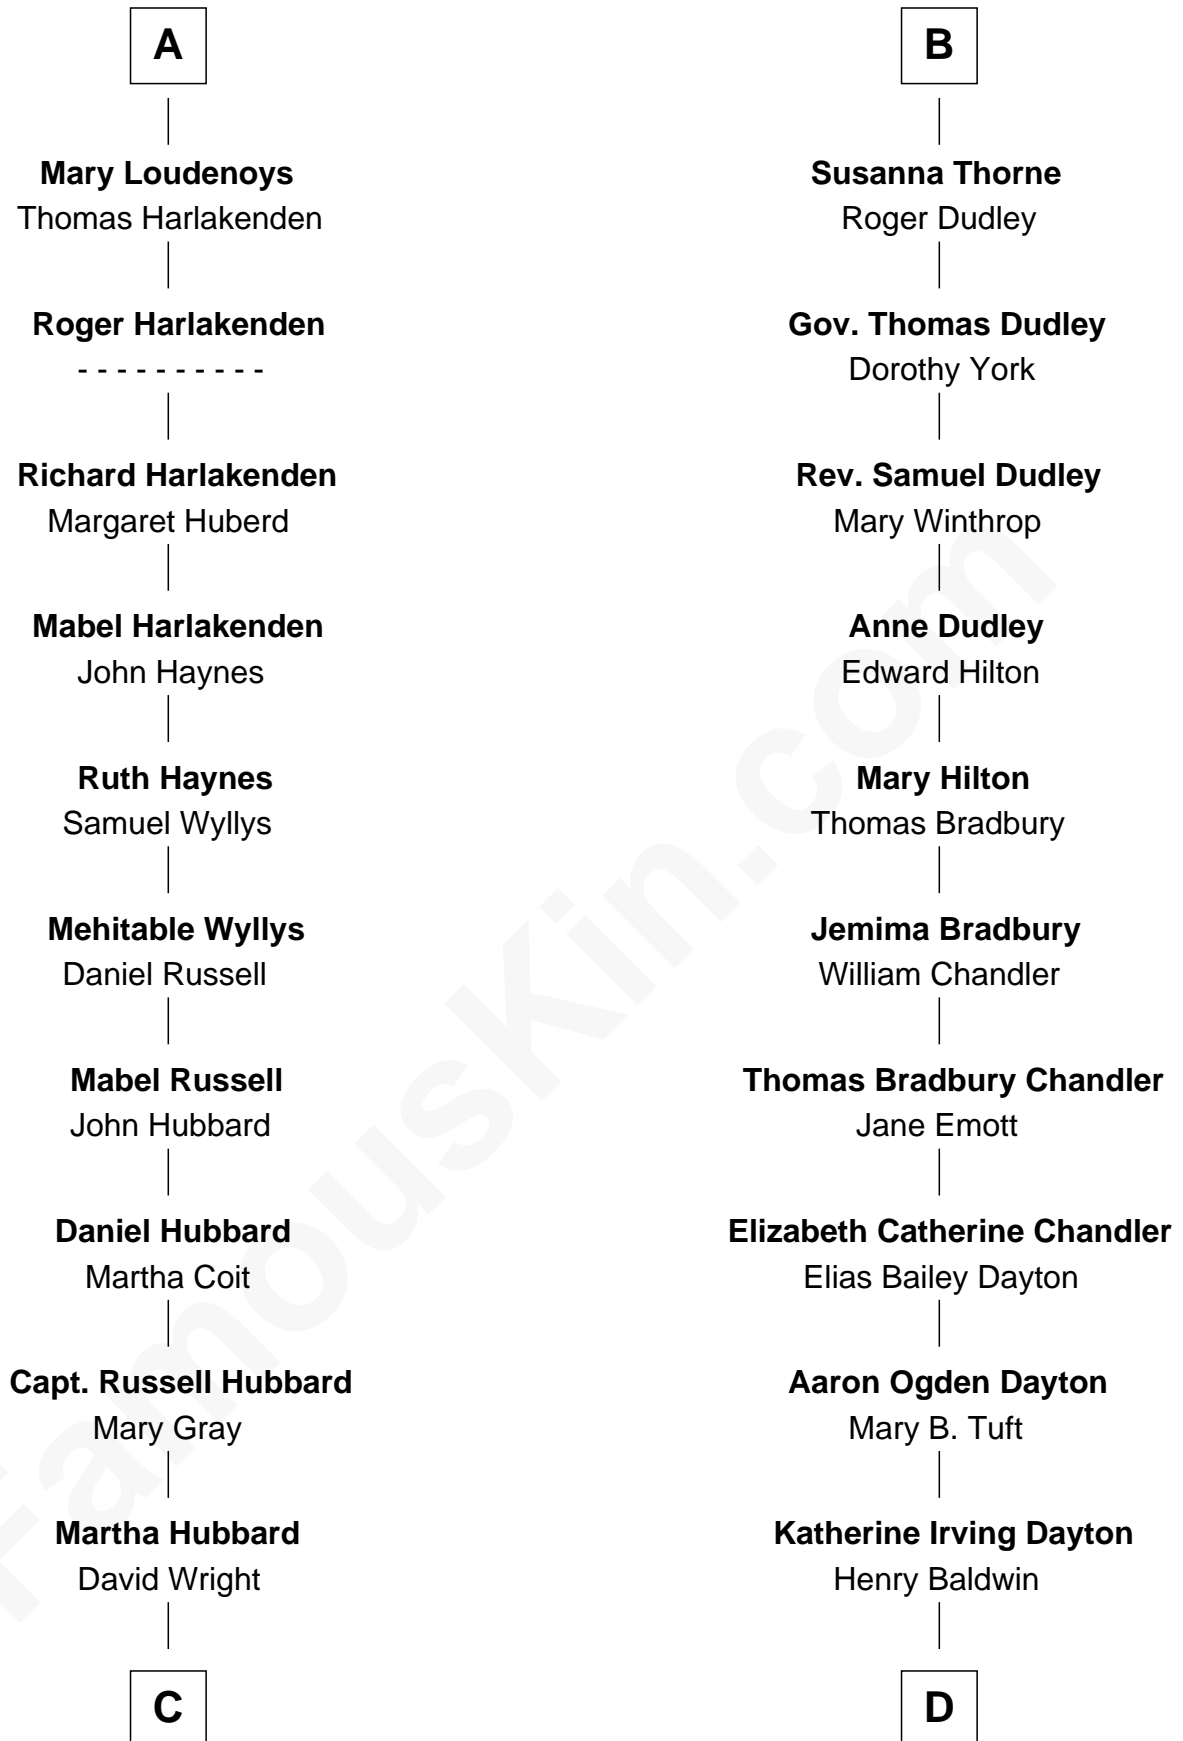 A
Mary Loudenoys
Thomas Harlakenden
Roger Harlakenden
- - - - - - - - - -
Richard Harlakenden
Margaret Huberd
Mabel Harlakenden
John Haynes
Ruth Haynes
Samuel Wyllys
Mehitable Wyllys
Daniel Russell
Mabel Russell
John Hubbard
Daniel Hubbard
Martha Coit
Capt. Russell Hubbard
Mary Gray
Martha Hubbard
David Wright
C
B
Susanna Thorne
Roger Dudley
Gov. Thomas Dudley
Dorothy York
Rev. Samuel Dudley
Mary Winthrop
Anne Dudley
Edward Hilton
Mary Hilton
Thomas Bradbury
Jemima Bradbury
William Chandler
Thomas Bradbury Chandler
Jane Emott
Elizabeth Catherine Chandler
Elias Bailey Dayton
Aaron Ogden Dayton
Mary B. Tuft
Katherine Irving Dayton
Henry Baldwin
D
FamousKin.com